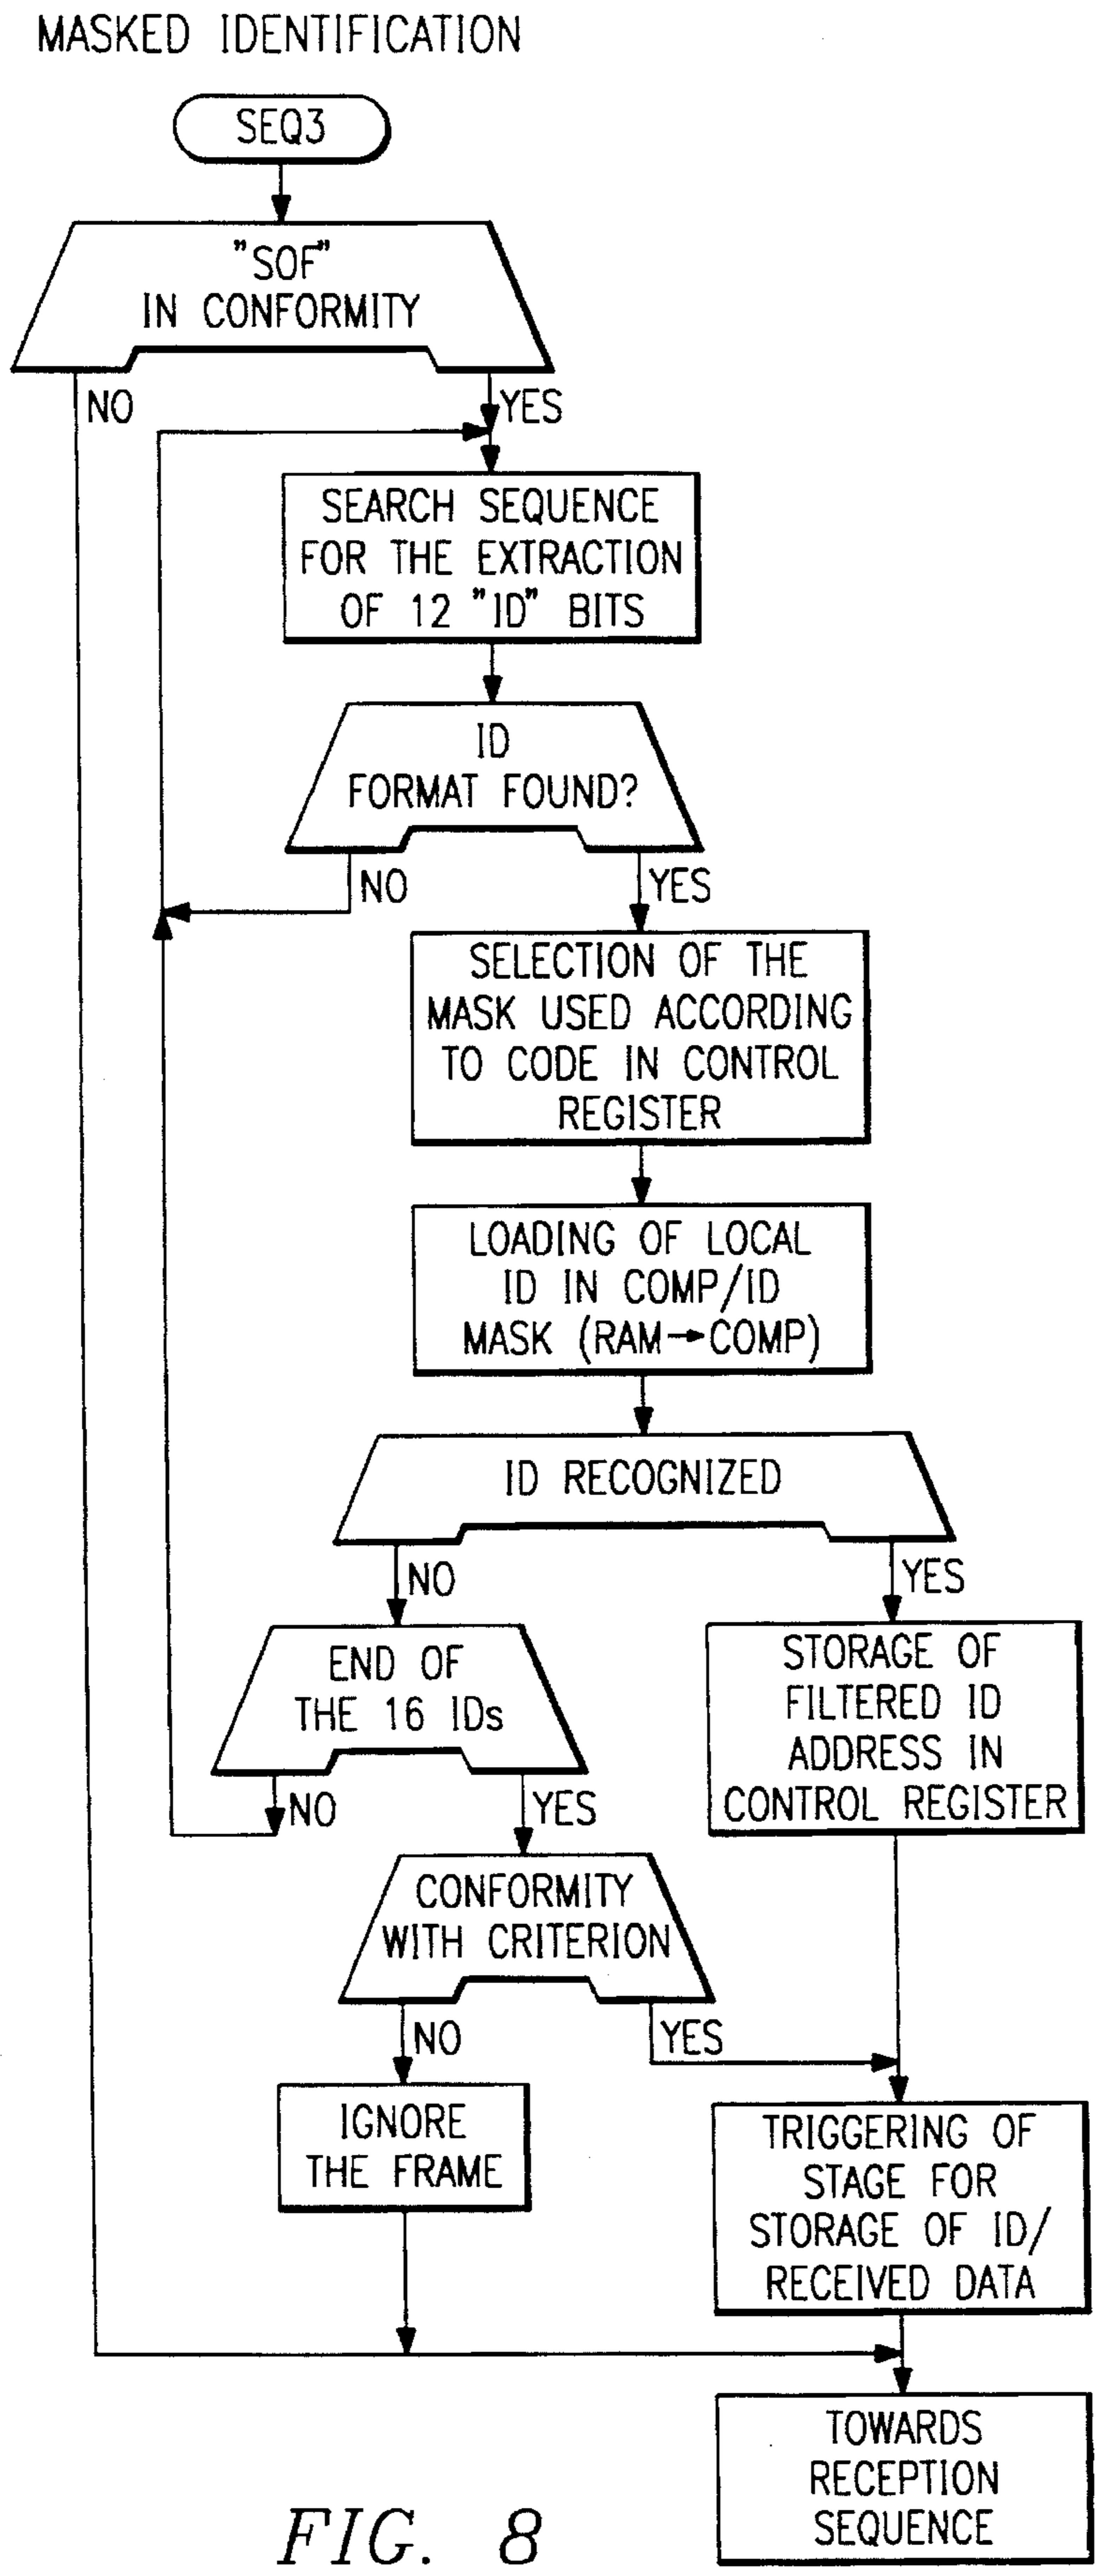 MASKED IDENTIFICATION
SEQ3
"SOF"
IN CONFORMITY
NO
YES
SEARCH SEQUENCE
FOR THE EXTRACTION
OF 12 "ID" BITS
ID
FORMAT FOUND?
NO
YES
SELECTION OF THE
MASK USED ACCORDING
TO CODE IN CONTROL
REGISTER
LOADING OF LOCAL
ID IN COMP/ID
MASK (RAM→COMP)
ID RECOGNIZED
NO
YES
END OF
THE 16 IDs
STORAGE OF
FILTERED ID
ADDRESS IN
CONTROL REGISTER
NO
YES
CONFORMITY
WITH CRITERION
NO
YES
IGNORE
THE FRAME
TRIGGERING OF
STAGE FOR
STORAGE OF ID/
RECEIVED DATA
TOWARDS
RECEPTION
SEQUENCE
FIG. 8